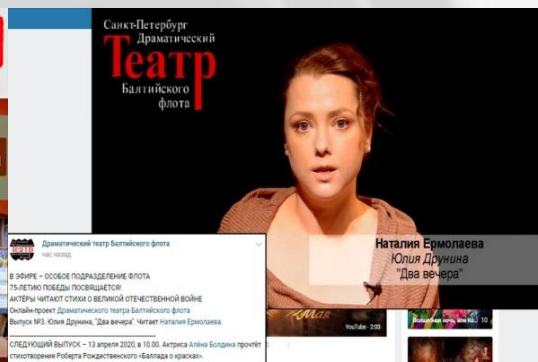 Санкт-Петербург
Драматический
Театр
Балтийского
флота
Наталия Ермолаева
Юлия Друнина
"Два вечера"
Драматический театр Балтийского флота
час назад
В ЭФИРЕ – ОСОБОЕ ПОДРАЗДЕЛЕНИЕ ФЛОТА
75-ЛЕТИЮ ПОБЕДЫ ПОСВЯЩАЕТСЯ!
АКТЁРЫ ЧИТАЮТ СТИХИ О ВЕЛИКОЙ ОТЕЧЕСТВЕННОЙ ВОЙНЕ
Онлайн-проект Драматического театра Балтийского флота
Выпуск №3. Юлия Друнина, "Два вечера". Читает Наталия Ермолаева.
СЛЕДУЮЩИЙ ВЫПУСК – 13 апреля 2020, в 10.00. Актриса Алёна Болдина прочтёт
стихотворение Роберта Рождественского «Баллада о красках».
Мая
YouTube · 2:03